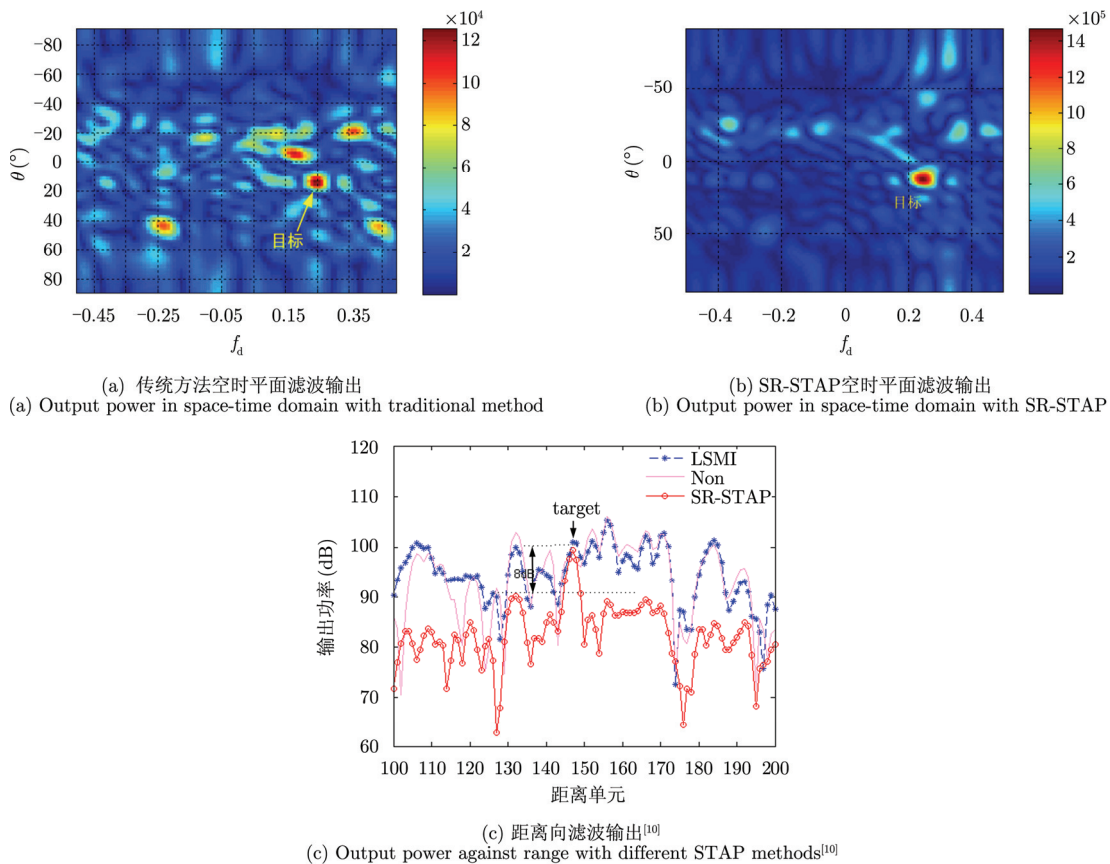 ×10⁴
−80
−60
−40
−20
0
20
40
60
80
θ (°)
−0.45
−0.25
−0.05
0.15
0.35
f_d
目标
12
10
8
6
4
2
×10⁵
−50
0
50
θ (°)
−0.4
−0.2
0
0.2
0.4
f_d
目标
14
12
10
8
6
4
2
(a) 传统方法空时平面滤波输出
(a) Output power in space-time domain with traditional method
(b) SR-STAP空时平面滤波输出
(b) Output power in space-time domain with SR-STAP
120
110
100
90
80
70
60
输出功率 (dB)
LSMI
Non
SR-STAP
target
8dB
100 110 120 130 140 150 160 170 180 190 200
距离单元
(c) 距离向滤波输出[10]
(c) Output power against range with different STAP methods[10]